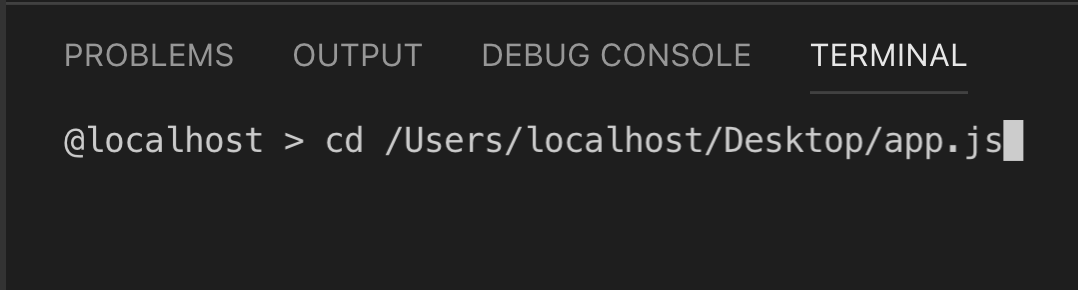 PROBLEMS OUTPUT DEBUG CONSOLE TERMINAL
@localhost > cd /Users/localhost/Desktop/app.js